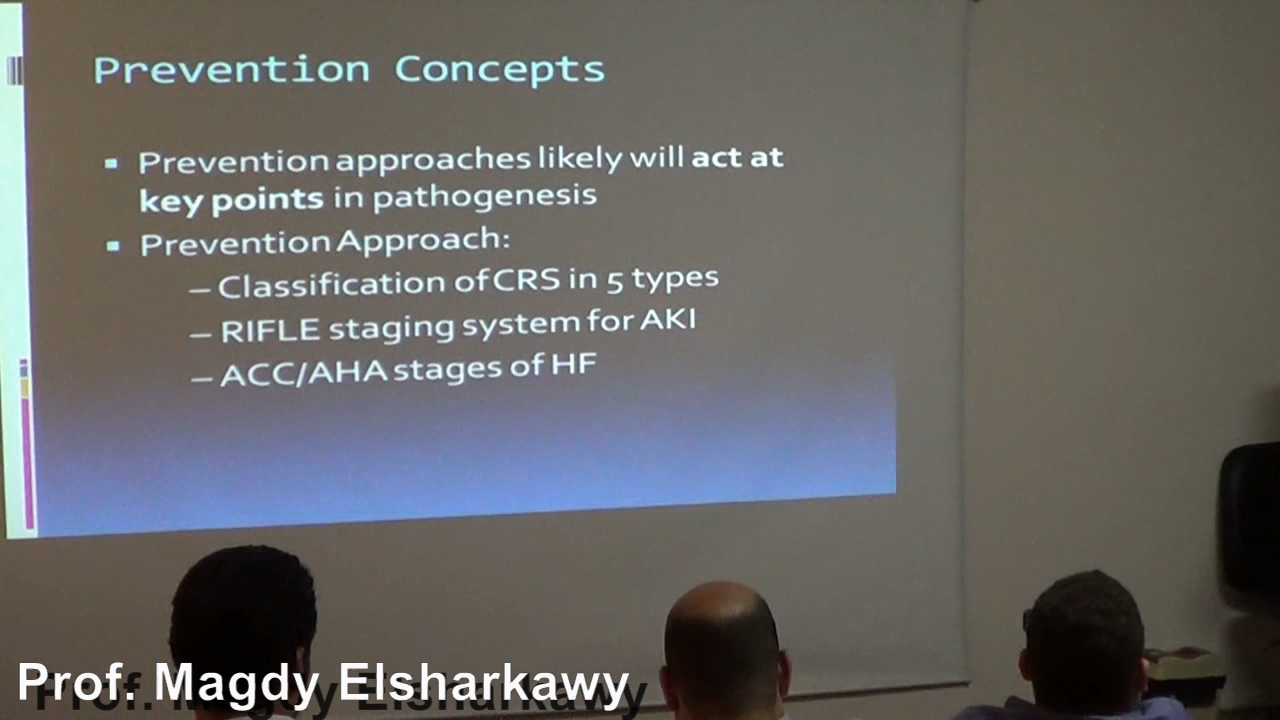 Prevention Concepts
▪ Prevention approaches likely will act at
key points in pathogenesis
▪ Prevention Approach:
– Classification of CRS in 5 types
– RIFLE staging system for AKI
– ACC/AHA stages of HF
Prof. Magdy Elsharkawy